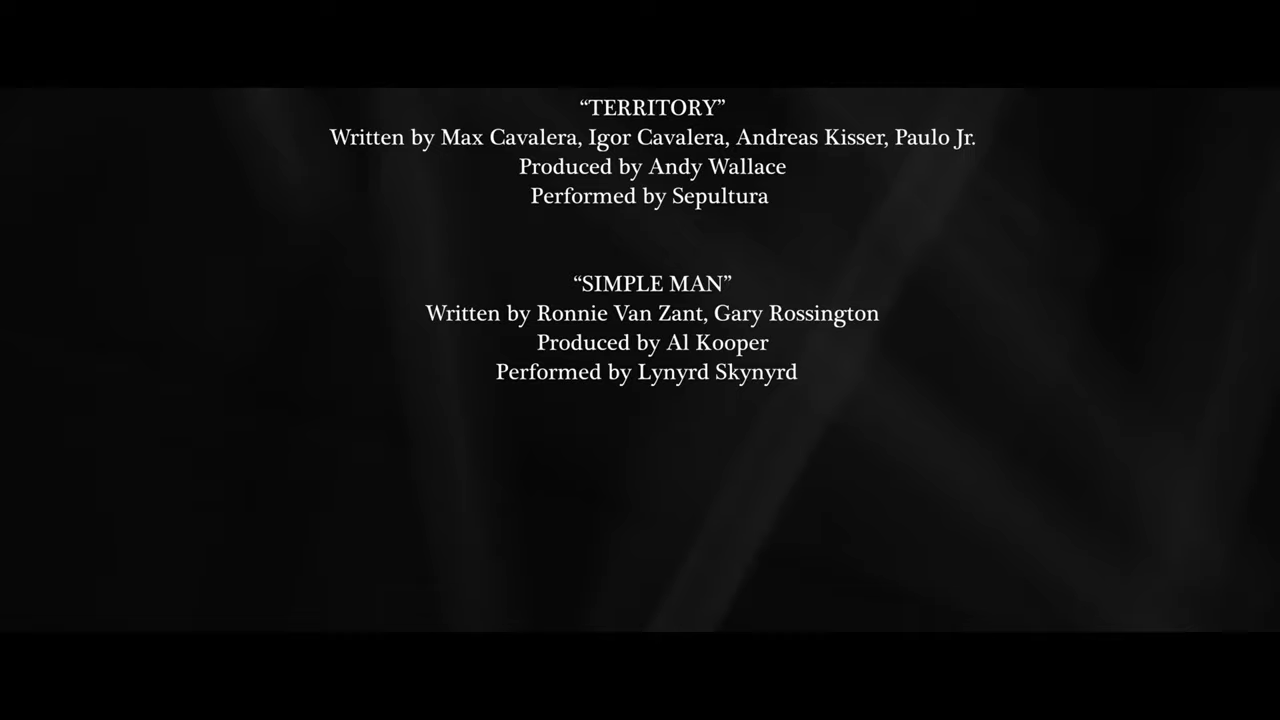 “TERRITORY”
Written by Max Cavalera, Igor Cavalera, Andreas Kisser, Paulo Jr.
Produced by Andy Wallace
Performed by Sepultura
“SIMPLE MAN”
Written by Ronnie Van Zant, Gary Rossington
Produced by Al Kooper
Performed by Lynyrd Skynyrd